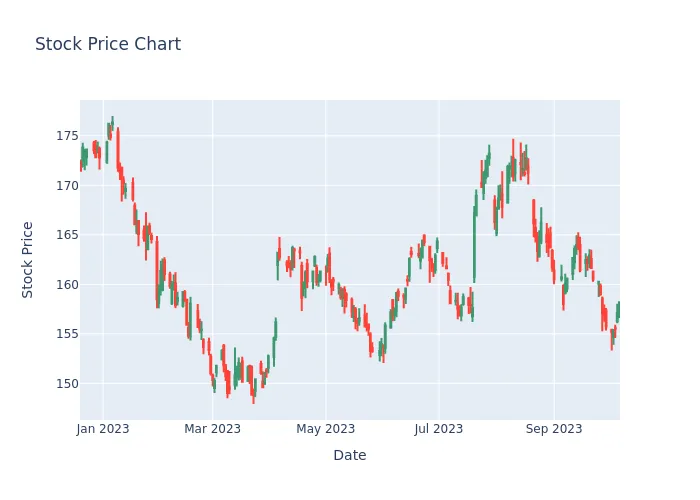 Stock Price Chart
Stock Price
175
170
165
160
155
150
Jan 2023
Mar 2023
May 2023
Jul 2023
Sep 2023
Date